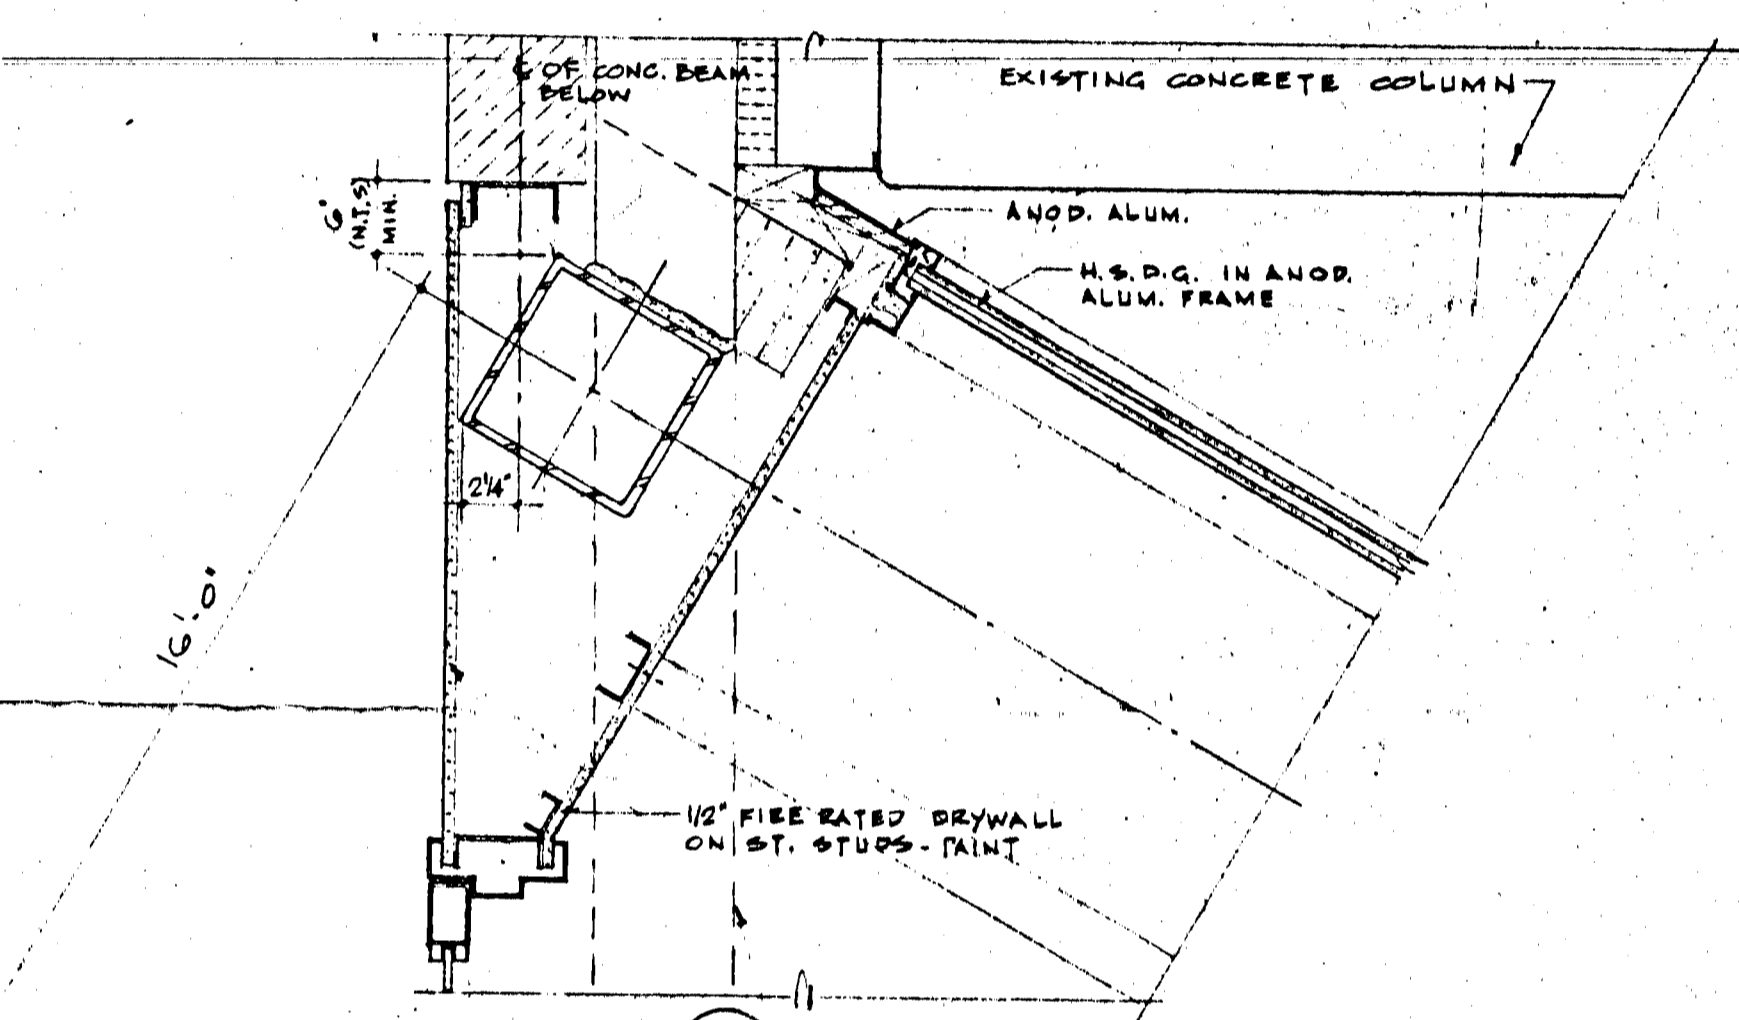 ℄ OF CONC. BEAM
BELOW
EXISTING CONCRETE COLUMN
6"
(N.T.S)
MIN.
ANOD. ALUM.
H.S.D.G. IN ANOD.
ALUM. FRAME
2¼"
16'-0"
1/2" FIRE RATED DRYWALL
ON ST. STUDS - PAINT